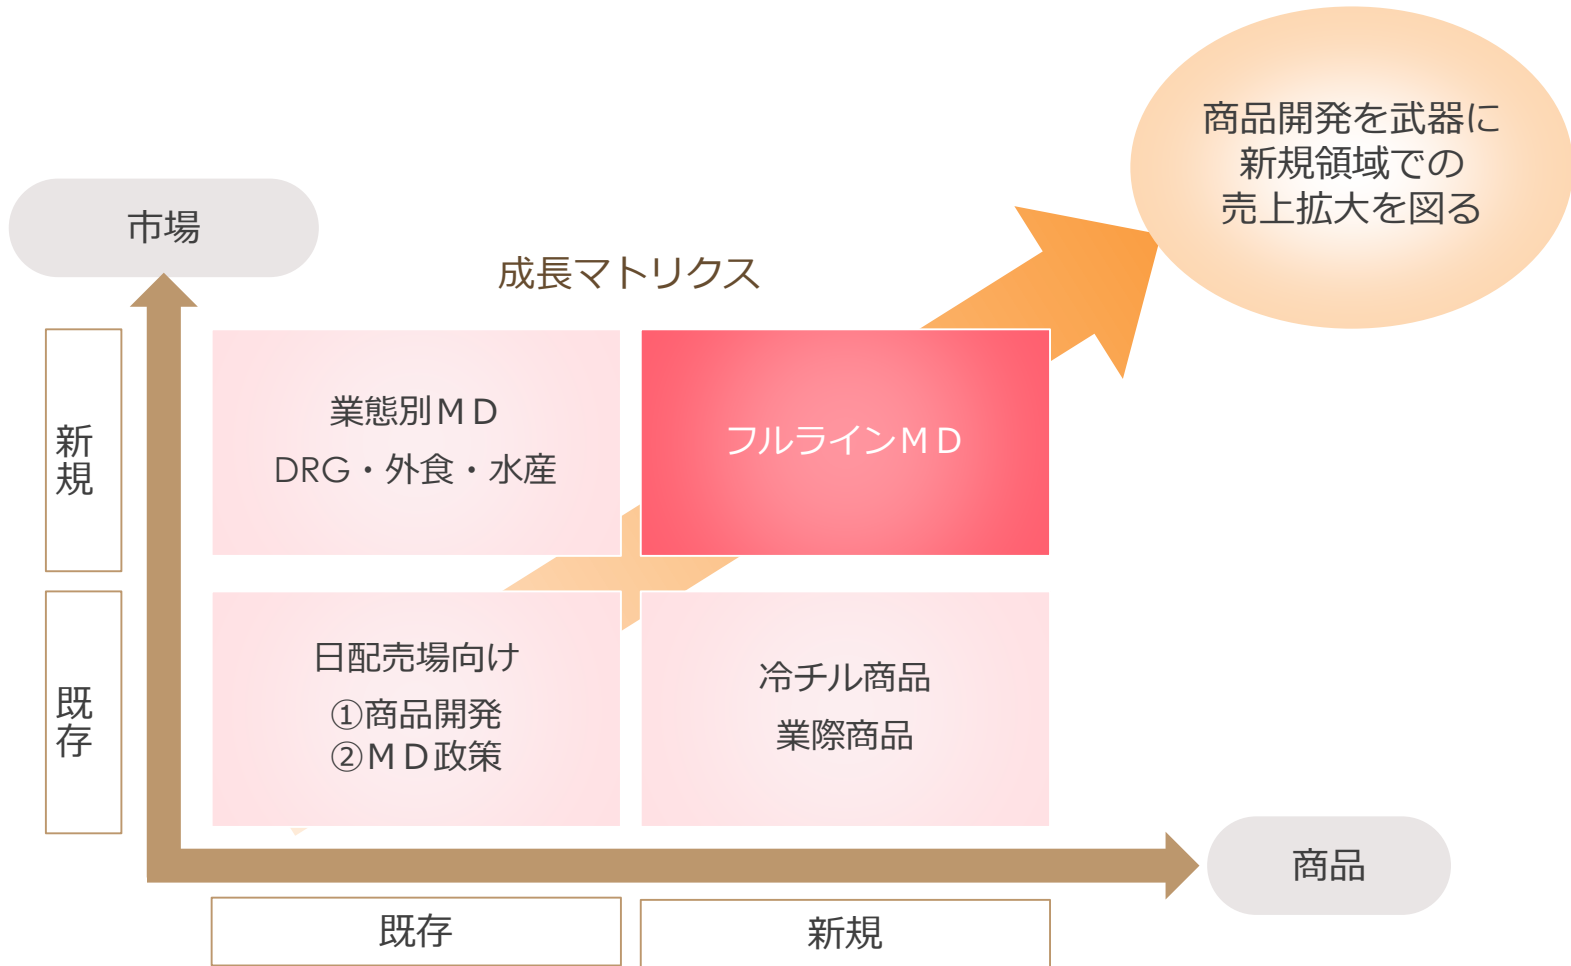 商品開発を武器に
新規領域での
売上拡大を図る
市場
成長マトリクス
新規
業態別ＭＤ
DRG・外食・水産
フルラインＭＤ
既存
日配売場向け
①商品開発
②ＭＤ政策
冷チル商品
業際商品
商品
既存
新規